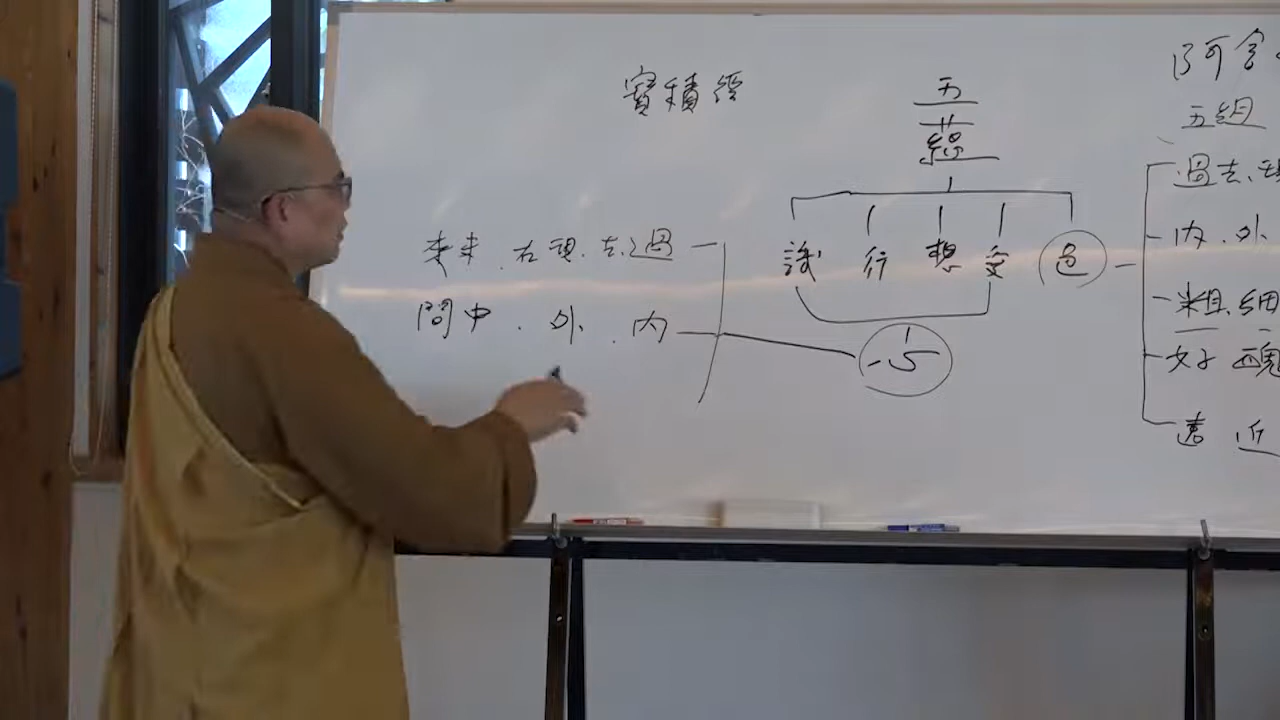 寶積經
五
蘊
色 受 想 行 識
心
過去、現在、未來
內、外、中間
阿含
五組
過去、現
內、外
粗、細
好 醜
遠 近